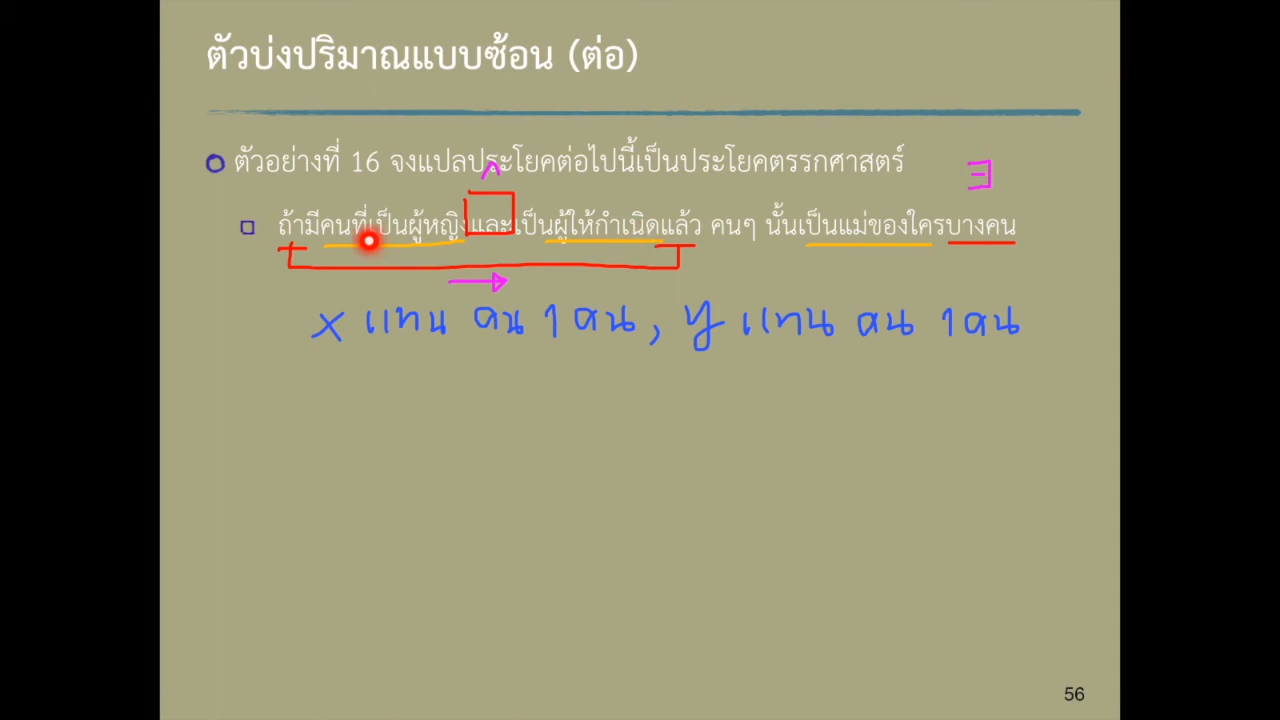 ตัวบ่งปริมาณแบบซ้อน (ต่อ)
ตัวอย่างที่ 16 จงแปลประโยคต่อไปนี้เป็นประโยคตรรกศาสตร์
∧ ∃
ถ้ามีคนที่เป็นผู้หญิงและเป็นผู้ให้กำเนิดแล้ว คนๆ นั้นเป็นแม่ของใครบางคน
→
x แทน คน 1 คน, y แทน คน 1 คน
56